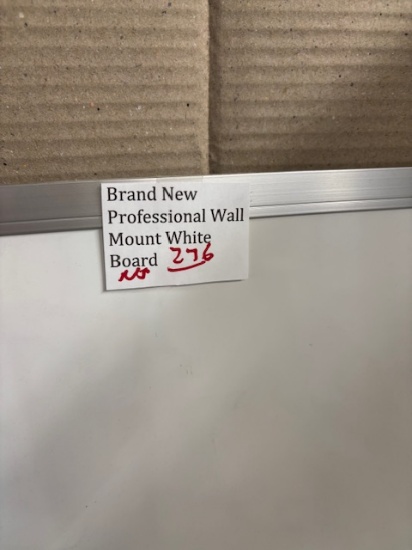 Brand New
Professional Wall
Mount White
Board 276